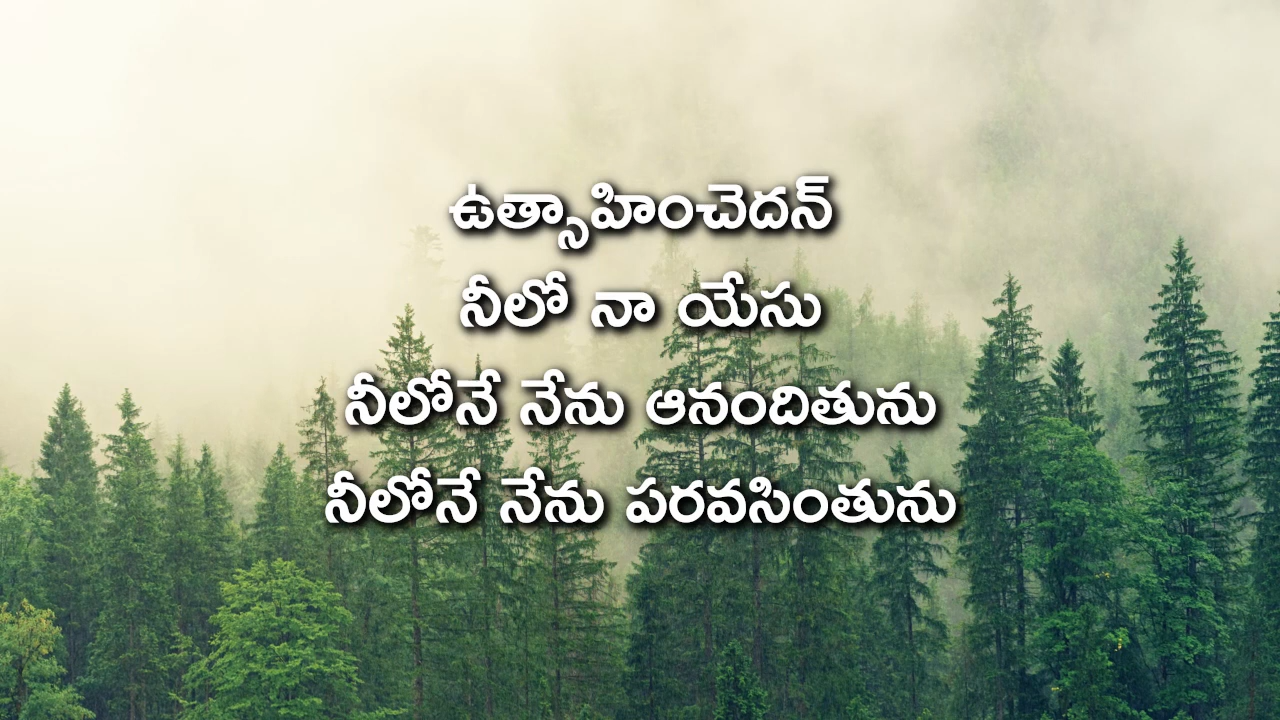 ఉత్సాహించెదన్
నీలో నా యేసు
నీలోనే నేను ఆనందితును
నీలోనే నేను పరవసింతును